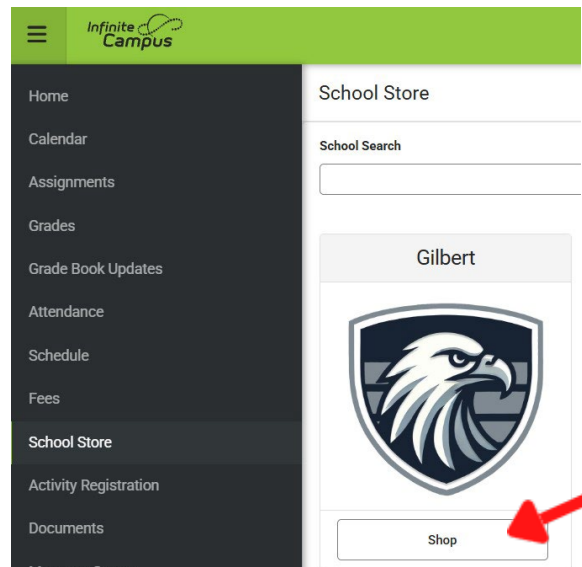 Infinite
Campus
Home
Calendar
Assignments
Grades
Grade Book Updates
Attendance
Schedule
Fees
School Store
Activity Registration
Documents
School Store
School Search
Gilbert
Shop